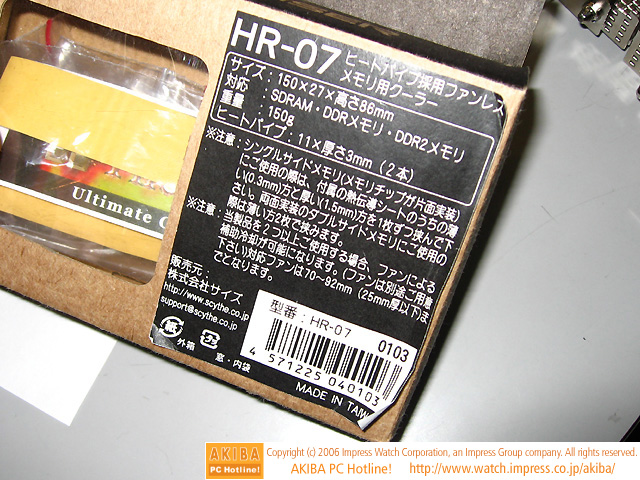 HR-07 ヒートパイプ採用ファンレス
メモリ用クーラー
サイズ：150×27×高さ86mm
対応　：SDRAM・DDRメモリ・DDR2メモリ
重量　：150g
ヒートパイプ：11×厚さ3mm（2本）
※注意：シングルサイドメモリ(メモリチップが片面実装)
にご使用の際は、付属の熱伝導シートのうちの薄
い(0.3mm)方と厚い(1.5mm)方を1枚ずつ挟んで下
さい。両面実装のダブルサイドメモリにご使用の
際は薄い方2枚で挟みます。
※注意：当製品を2つ以上ご使用する場合、ファンによる
補助冷却が可能になります。(ファンは別途ご用意
下さい)対応ファンは70〜92mm (25mm厚以下)ま
でとなります。
販売元：
株式会社サイズ
http://www.scythe.co.jp
support@scythe.co.jp
紙
外箱
プラ
窓・内袋
型番：HR-07
0103
4 571225 040103
MADE IN TAIW
Ultimate C
AKIBA
PC Hotline!
Copyright (c) 2006 Impress Watch Corporation, an Impress Group company. All rights reserved.
AKIBA PC Hotline! http://www.watch.impress.co.jp/akiba/